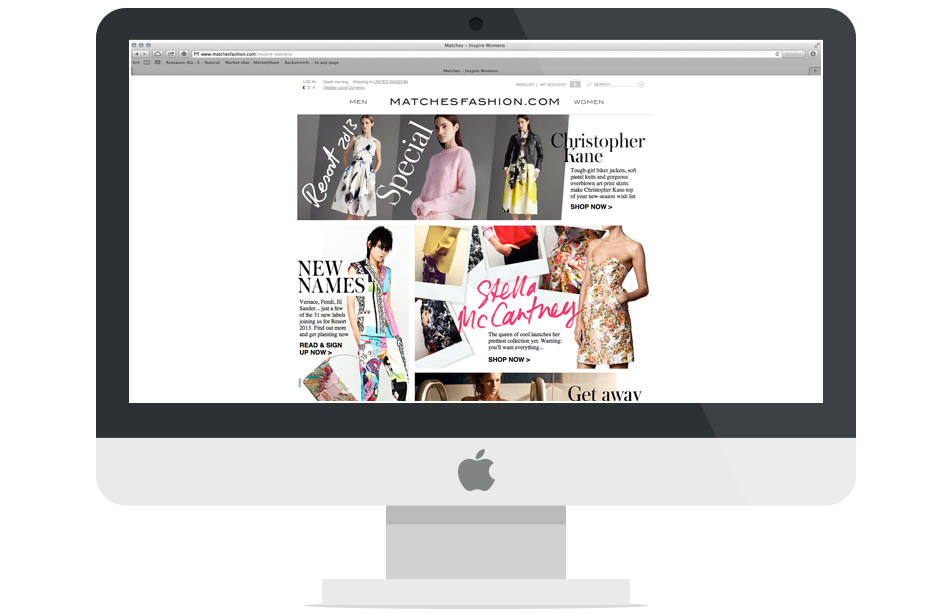 Matches - Inspire Womens
www.matchesfashion.com/inspire-womens
Matches - Inspire Womens
LOG IN
Good morning Shipping to UNITED KINGDOM
£ $ €
Display Local Currency
WISHLIST | MY ACCOUNT
SEARCH
MEN
MATCHESFASHION.COM
WOMEN
Resort 2013
Special
Christopher
Kane
Tough-girl biker jackets, soft
pastel knits and gorgeous
overblown art-print skirts:
make Christopher Kane top
of your new-season wish list
SHOP NOW >
NEW
NAMES
Versace, Fendi, Jil
Sander... just a few
of the 31 new labels
joining us for Resort
2013. Find out more
and get planning now
READ & SIGN
UP NOW >
Stella
McCartney
The queen of cool launches her
prettiest collection yet. Warning:
you'll want everything...
SHOP NOW >
Get away